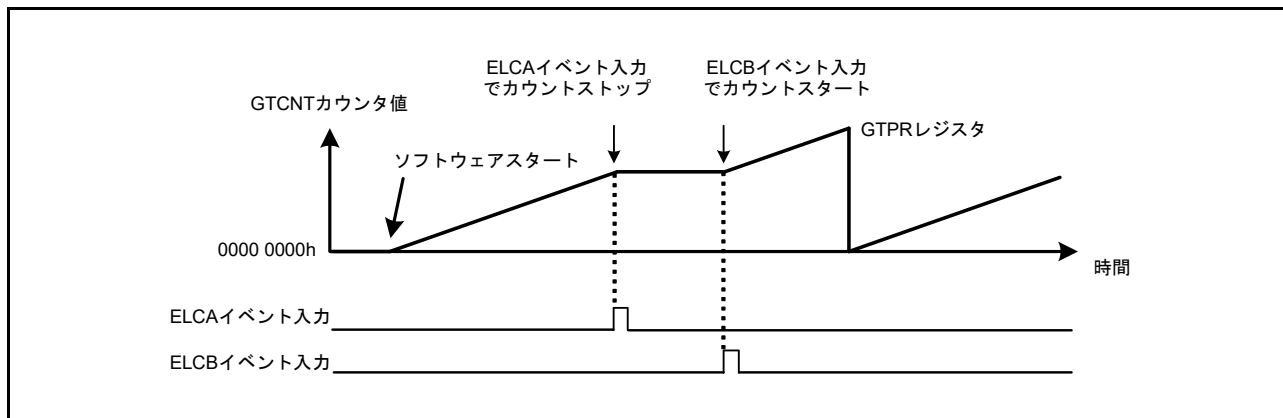 ELCAイベント入力
でカウントストップ
ELCBイベント入力
でカウントスタート
GTCNTカウンタ値
GTPRレジスタ
ソフトウェアスタート
0000 0000h
時間
ELCAイベント入力
ELCBイベント入力